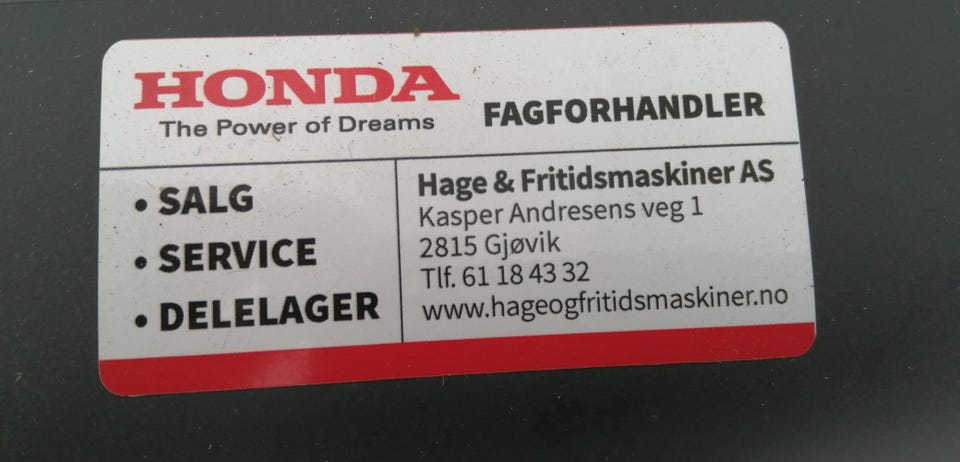 HONDA
The Power of Dreams
FAGFORHANDLER
• SALG
• SERVICE
• DELELAGER
Hage & Fritidsmaskiner AS
Kasper Andresens veg 1
2815 Gjøvik
Tlf. 61 18 43 32
www.hageogfritidsmaskiner.no